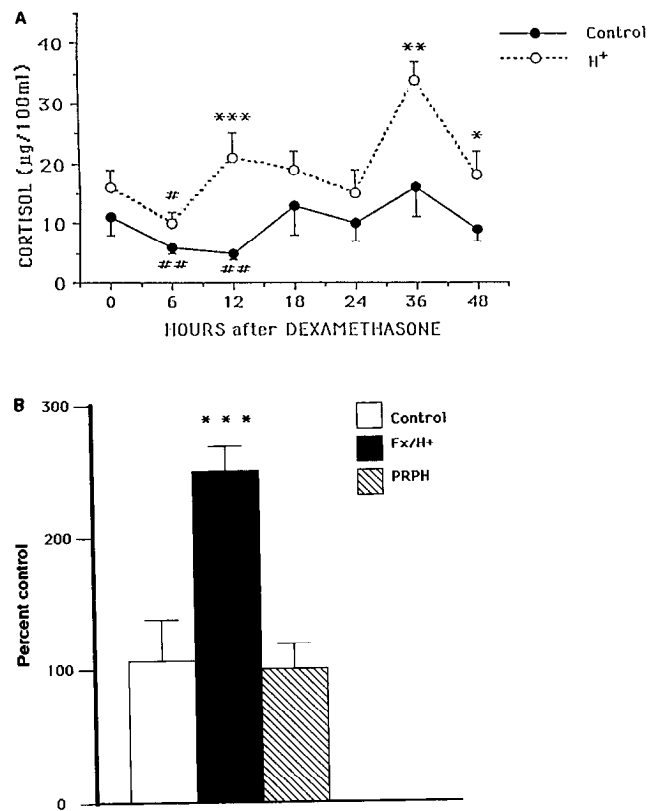 A
Control
H+
40
30
20
10
0
CORTISOL (µg/100ml)
***
**
*
#
##
##
0 6 12 18 24 36 48
HOURS after DEXAMETHASONE
B
300
200
100
0
Percent control
* * *
Control
Fx/H+
PRPH